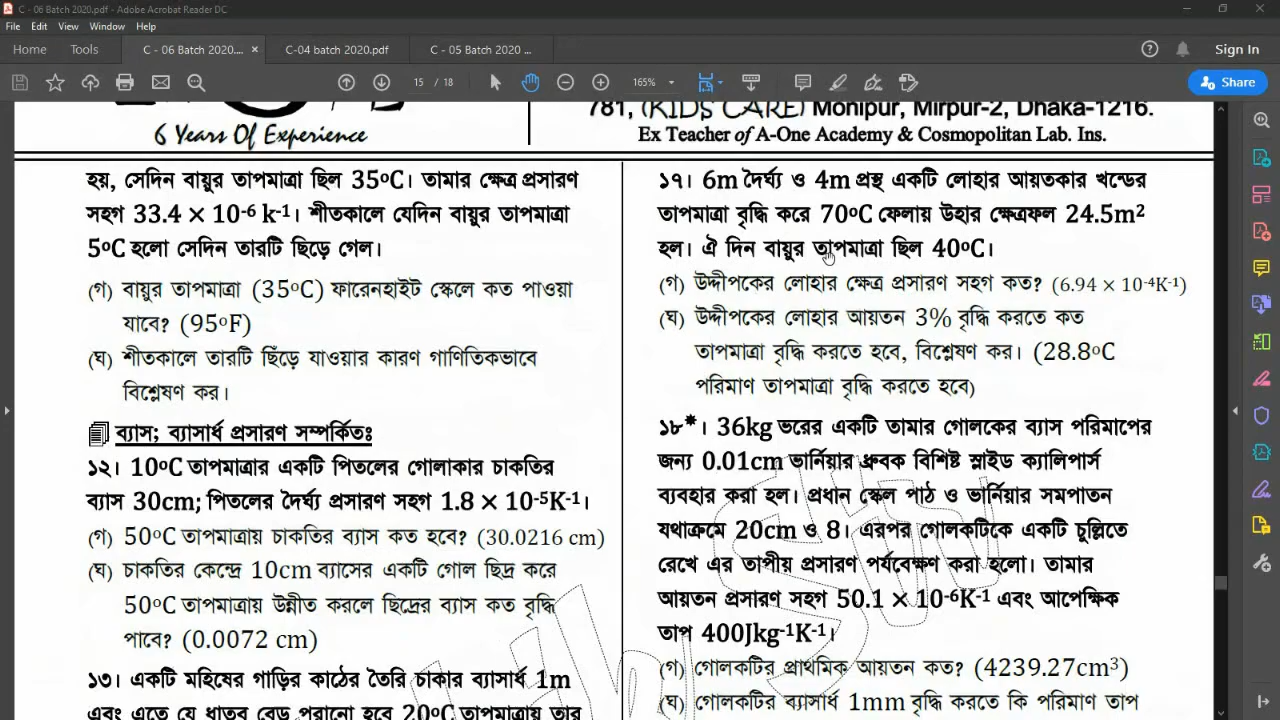 C - 06 Batch 2020.pdf - Adobe Acrobat Reader DC
File Edit View Window Help
Home Tools C - 06 Batch 2020.... × C-04 batch 2020.pdf C - 05 Batch 2020 ... Sign In
15 / 18 165% Share
781, (KIDS CARE) Monipur, Mirpur-2, Dhaka-1216.
6 Years Of Experience
Ex Teacher of A-One Academy & Cosmopolitan Lab. Ins.
হয়, সেদিন বায়ুর তাপমাত্রা ছিল 35°C। তামার ক্ষেত্র প্রসারণ
সহগ 33.4 × 10⁻⁶ k⁻¹। শীতকালে যেদিন বায়ুর তাপমাত্রা
5°C হলো সেদিন তারটি ছিড়ে গেল।
(গ) বায়ুর তাপমাত্রা (35°C) ফারেনহাইট স্কেলে কত পাওয়া
যাবে? (95°F)
(ঘ) শীতকালে তারটি ছিঁড়ে যাওয়ার কারণ গাণিতিকভাবে
বিশ্লেষণ কর।
ব্যাস; ব্যাসার্ধ প্রসারণ সম্পর্কিতঃ
১২। 10°C তাপমাত্রার একটি পিতলের গোলাকার চাকতির
ব্যাস 30cm; পিতলের দৈর্ঘ্য প্রসারণ সহগ 1.8 × 10⁻⁵K⁻¹।
(গ) 50°C তাপমাত্রায় চাকতির ব্যাস কত হবে? (30.0216 cm)
(ঘ) চাকতির কেন্দ্রে 10cm ব্যাসের একটি গোল ছিদ্র করে
50°C তাপমাত্রায় উন্নীত করলে ছিদ্রের ব্যাস কত বৃদ্ধি
পাবে? (0.0072 cm)
১৩। একটি মহিষের গাড়ির কাঠের তৈরি চাকার ব্যাসার্ধ 1m
এবং এতে যে ধাতব বেড় পরানো হবে 20°C তাপমাত্রায় তার
১৭। 6m দৈর্ঘ্য ও 4m প্রস্থ একটি লোহার আয়তকার খন্ডের
তাপমাত্রা বৃদ্ধি করে 70°C ফেলায় উহার ক্ষেত্রফল 24.5m²
হল। ঐ দিন বায়ুর তাপমাত্রা ছিল 40°C।
(গ) উদ্দীপকের লোহার ক্ষেত্র প্রসারণ সহগ কত? (6.94 × 10⁻⁴K⁻¹)
(ঘ) উদ্দীপকের লোহার আয়তন 3% বৃদ্ধি করতে কত
তাপমাত্রা বৃদ্ধি করতে হবে, বিশ্লেষণ কর। (28.8°C
পরিমাণ তাপমাত্রা বৃদ্ধি করতে হবে)
১৮*। 36kg ভরের একটি তামার গোলকের ব্যাস পরিমাপের
জন্য 0.01cm ভার্নিয়ার ধ্রুবক বিশিষ্ট স্লাইড ক্যালিপার্স
ব্যবহার করা হল। প্রধান স্কেল পাঠ ও ভার্নিয়ার সমপাতন
যথাক্রমে 20cm ও 8। এরপর গোলকটিকে একটি চুল্লিতে
রেখে এর তাপীয় প্রসারণ পর্যবেক্ষণ করা হলো। তামার
আয়তন প্রসারণ সহগ 50.1 × 10⁻⁶K⁻¹ এবং আপেক্ষিক
তাপ 400Jkg⁻¹K⁻¹।
(গ) গোলকটির প্রাথমিক আয়তন কত? (4239.27cm³)
(ঘ) গোলকটির ব্যাসার্ধ 1mm বৃদ্ধি করতে কি পরিমাণ তাপ